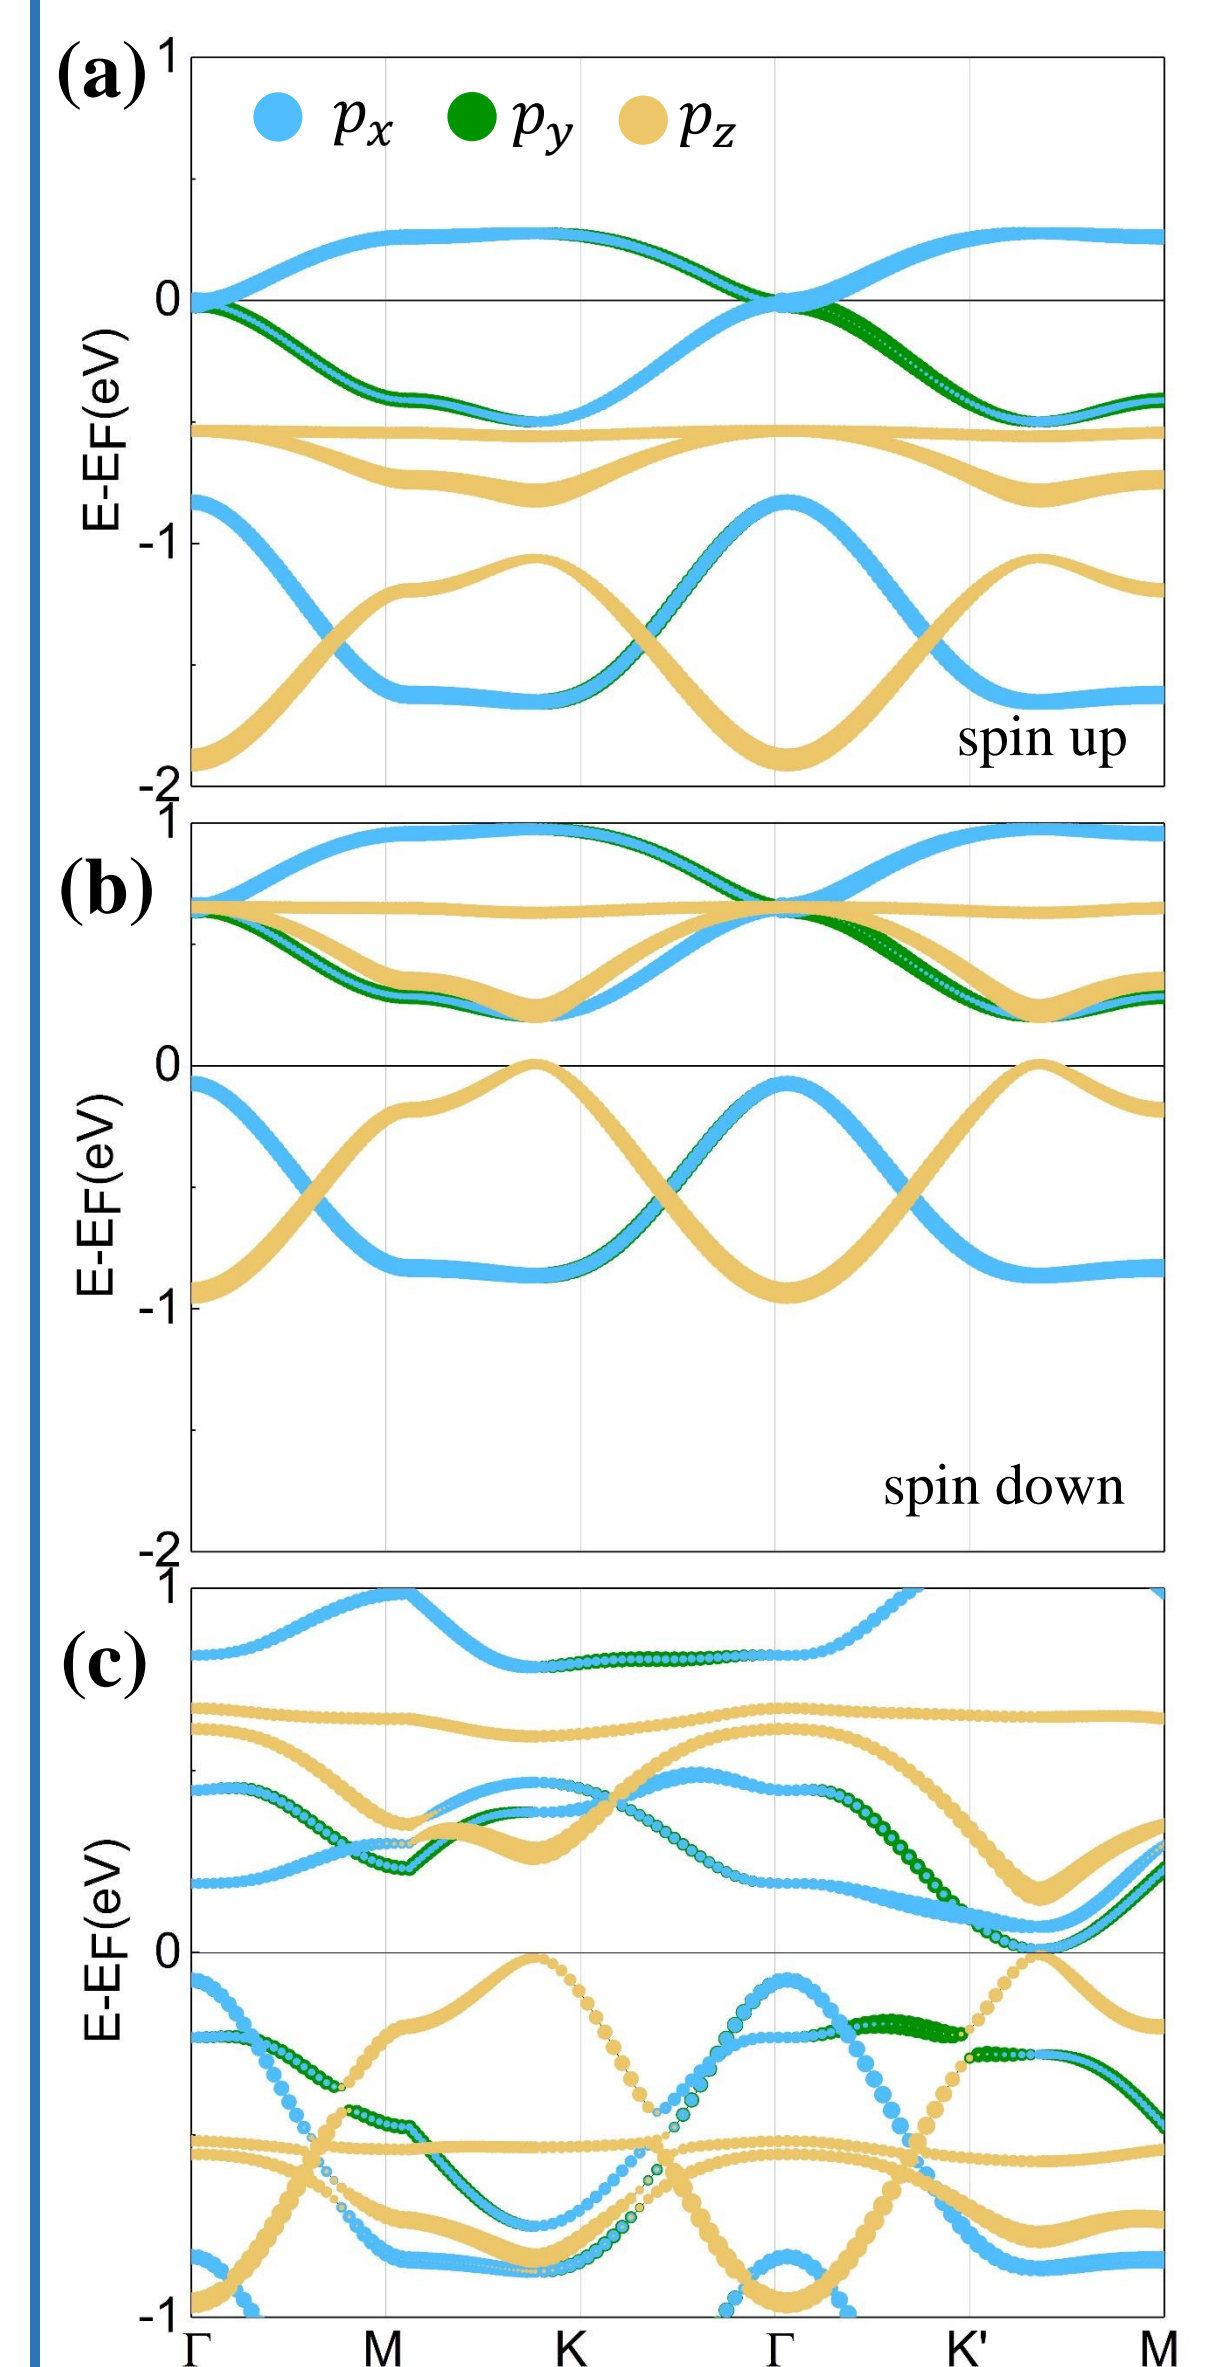 (a)
1
p_x p_y p_z
0
E-EF(eV)
-1
spin up
-2
1
(b)
0
E-EF(eV)
-1
spin down
-2
1
(c)
0
E-EF(eV)
-1
Γ M K Γ K' M